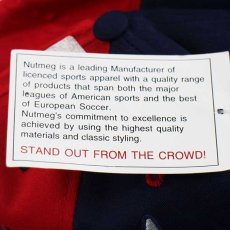 Nutmeg is a leading Manufacturer of
licenced sports apparel with a quality range
of products that span both the major
leagues of American sports and the best
of European Soccer.
Nutmeg's commitment to excellence is
achieved by using the highest quality
materials and classic styling.
STAND OUT FROM THE CROWD!